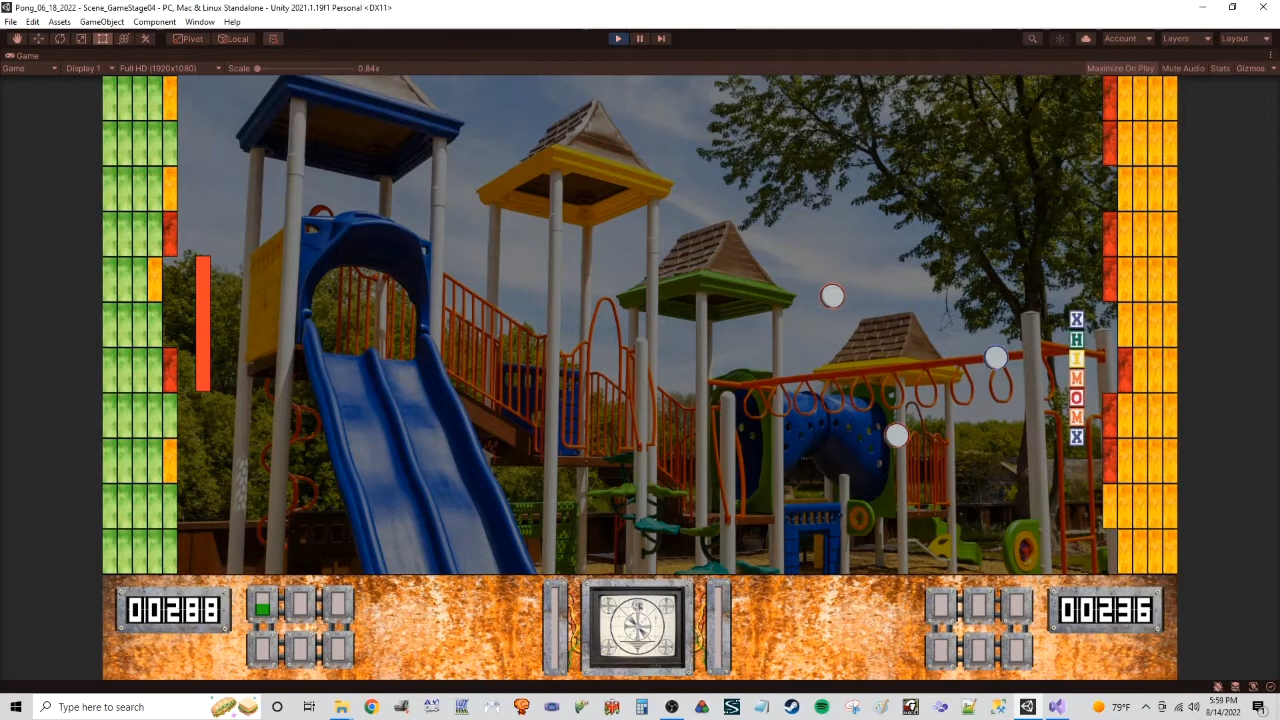 Pong_06_18_2022 - Scene_GameStage04 - PC, Mac & Linux Standalone - Unity 2021.1.19f1 Personal <DX11>
File Edit Assets GameObject Component Window Help
Pivot Local Account Layers Layout
Game
Game Display 1 Full HD (1920x1080) Scale 0.84x Maximize On Play Mute Audio Stats Gizmos
X
H
I
M
O
M
X
00288 00236
Type here to search 79°F 5:59 PM
8/14/2022